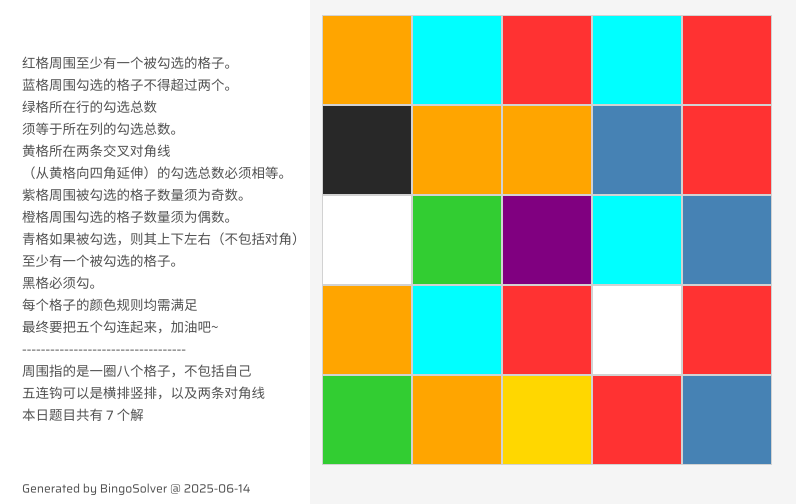 红格周围至少有一个被勾选的格子。
蓝格周围勾选的格子不得超过两个。
绿格所在行的勾选总数
须等于所在列的勾选总数。
黄格所在两条交叉对角线
（从黄格向四角延伸）的勾选总数必须相等。
紫格周围被勾选的格子数量须为奇数。
橙格周围勾选的格子数量须为偶数。
青格如果被勾选，则其上下左右（不包括对角）
至少有一个被勾选的格子。
黑格必须勾。
每个格子的颜色规则均需满足
最终要把五个勾连起来，加油吧~
-----------------------------------
周围指的是一圈八个格子，不包括自己
五连钩可以是横排竖排，以及两条对角线
本日题目共有 7 个解
Generated by BingoSolver @ 2025-06-14